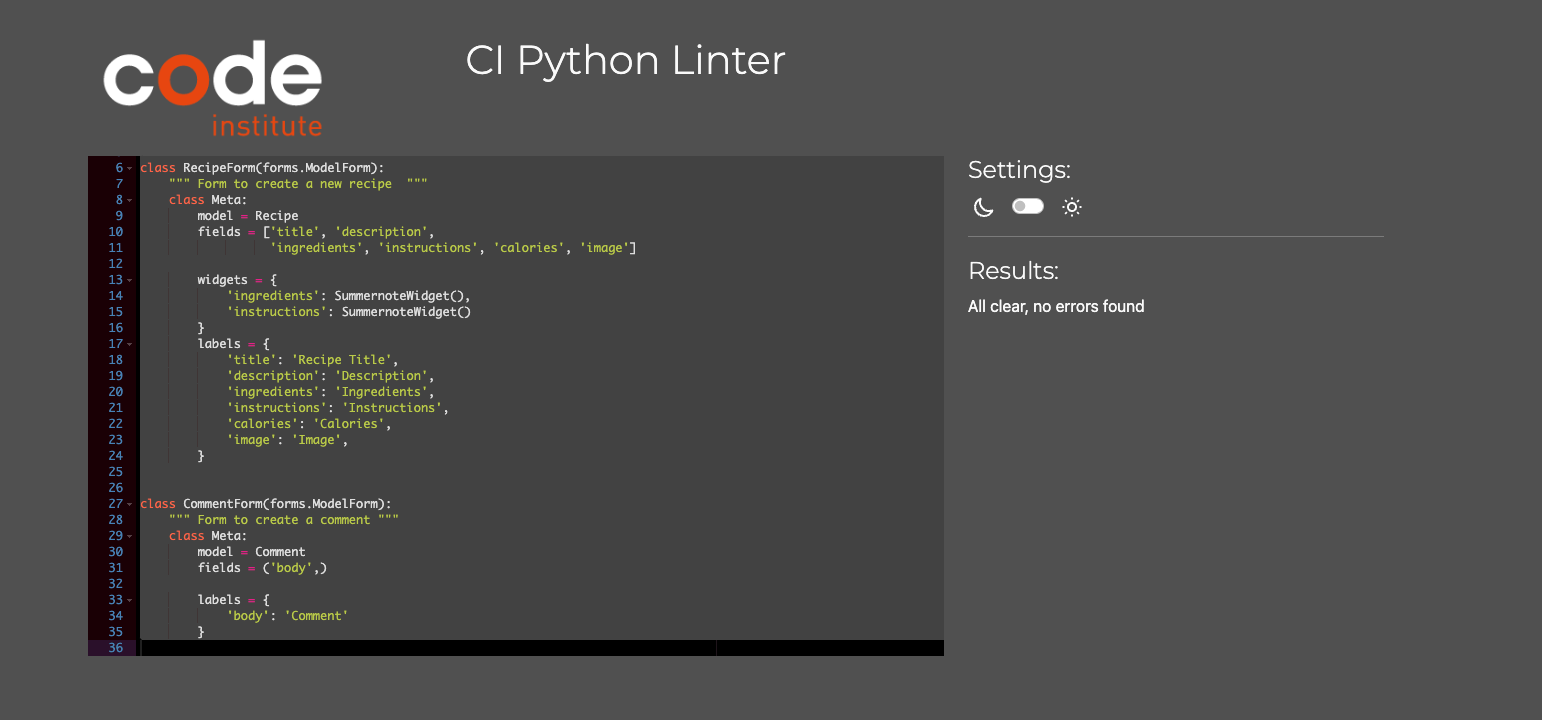 code
institute
CI Python Linter
6 class RecipeForm(forms.ModelForm):
7     """ Form to create a new recipe  """
8     class Meta:
9         model = Recipe
10         fields = ['title', 'description',
11                   'ingredients', 'instructions', 'calories', 'image']
12
13         widgets = {
14             'ingredients': SummernoteWidget(),
15             'instructions': SummernoteWidget()
16         }
17         labels = {
18             'title': 'Recipe Title',
19             'description': 'Description',
20             'ingredients': 'Ingredients',
21             'instructions': 'Instructions',
22             'calories': 'Calories',
23             'image': 'Image',
24         }
25
26
27 class CommentForm(forms.ModelForm):
28     """ Form to create a comment """
29     class Meta:
30         model = Comment
31         fields = ('body',)
32
33         labels = {
34             'body': 'Comment'
35         }
36
Settings:
Results:
All clear, no errors found